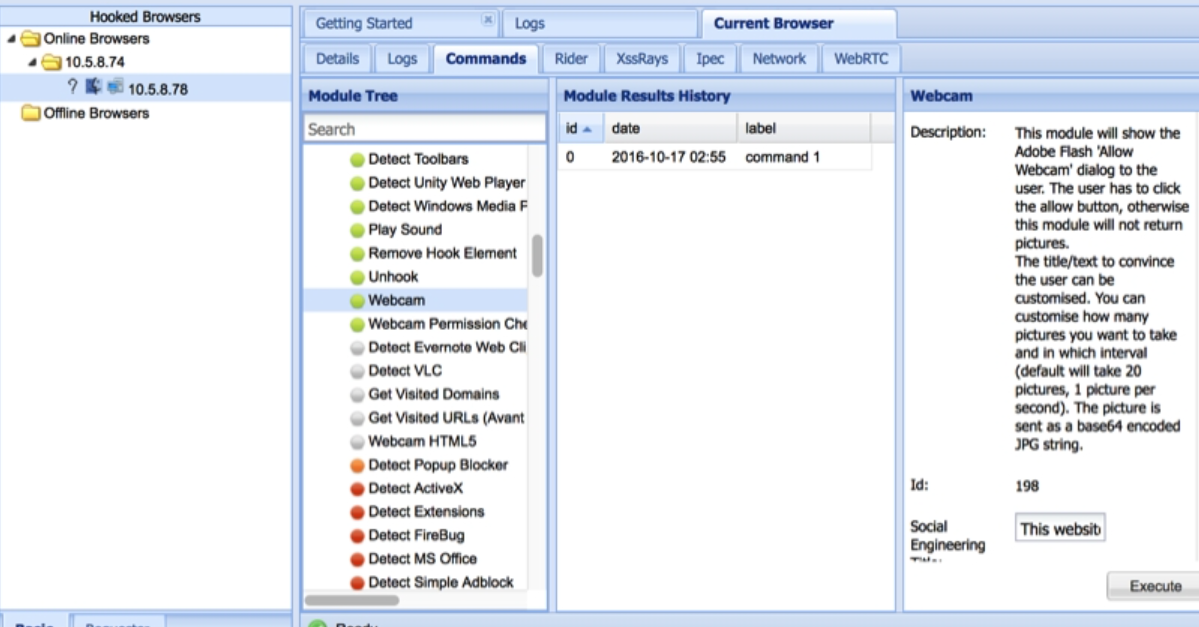 Hooked Browsers
Online Browsers
10.5.8.74
? 10.5.8.78
Offline Browsers
Getting Started
Logs
Current Browser
Details
Logs
Commands
Rider
XssRays
Ipec
Network
WebRTC
Module Tree
Search
Detect Toolbars
Detect Unity Web Player
Detect Windows Media P
Play Sound
Remove Hook Element
Unhook
Webcam
Webcam Permission Che
Detect Evernote Web Cli
Detect VLC
Get Visited Domains
Get Visited URLs (Avant
Webcam HTML5
Detect Popup Blocker
Detect ActiveX
Detect Extensions
Detect FireBug
Detect MS Office
Detect Simple Adblock
Module Results History
id date label
0 2016-10-17 02:55 command 1
Webcam
Description:
This module will show the
Adobe Flash 'Allow
Webcam' dialog to the
user. The user has to click
the allow button, otherwise
this module will not return
pictures.
The title/text to convince
the user can be
customised. You can
customise how many
pictures you want to take
and in which interval
(default will take 20
pictures, 1 picture per
second). The picture is
sent as a base64 encoded
JPG string.
Id: 198
Social
Engineering
This websit
Execute